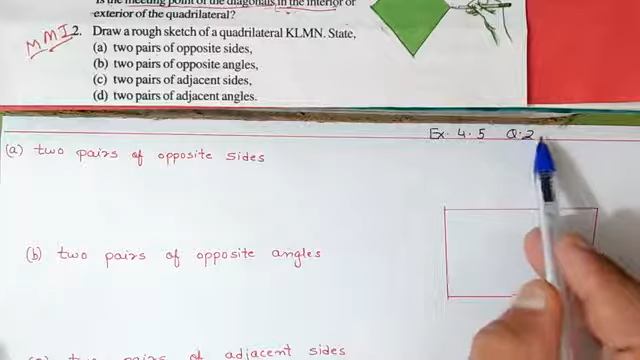 Is the meeting point of the diagonals in the interior or
exterior of the quadrilateral?
MMI 2. Draw a rough sketch of a quadrilateral KLMN. State,
(a) two pairs of opposite sides,
(b) two pairs of opposite angles,
(c) two pairs of adjacent sides,
(d) two pairs of adjacent angles.
Ex. 4.5 Q.2
(a) two pairs of opposite sides
(b) two pairs of opposite angles
(c) two pairs of adjacent sides